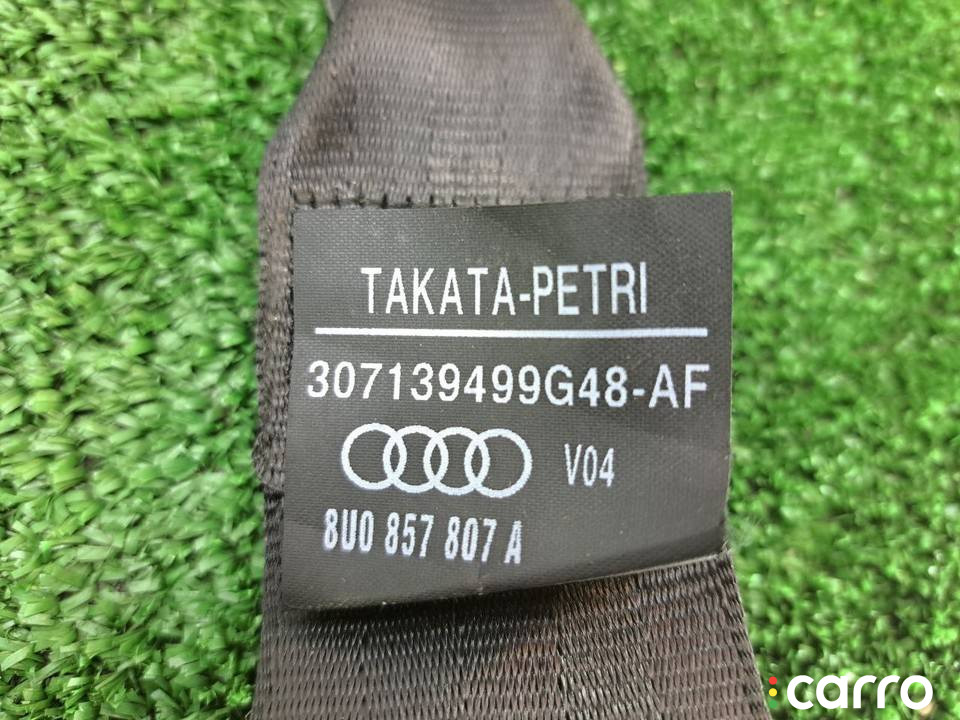 TAKATA-PETRI
307139499G48-AF
V04
8U0 857 807 A
carro